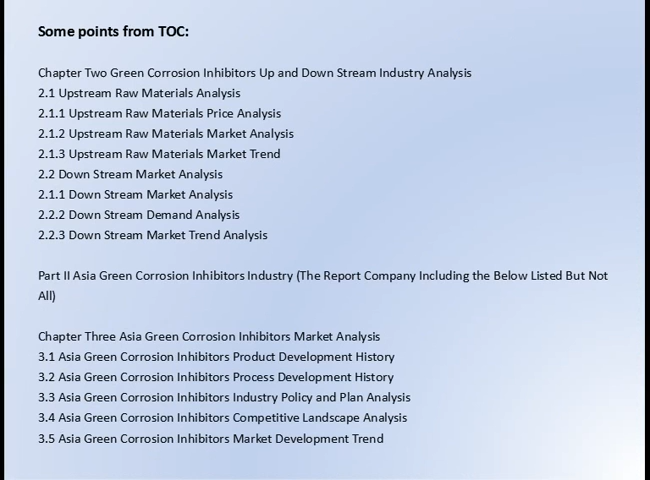 Some points from TOC:
Chapter Two Green Corrosion Inhibitors Up and Down Stream Industry Analysis
2.1 Upstream Raw Materials Analysis
2.1.1 Upstream Raw Materials Price Analysis
2.1.2 Upstream Raw Materials Market Analysis
2.1.3 Upstream Raw Materials Market Trend
2.2 Down Stream Market Analysis
2.1.1 Down Stream Market Analysis
2.2.2 Down Stream Demand Analysis
2.2.3 Down Stream Market Trend Analysis
Part II Asia Green Corrosion Inhibitors Industry (The Report Company Including the Below Listed But Not
All)
Chapter Three Asia Green Corrosion Inhibitors Market Analysis
3.1 Asia Green Corrosion Inhibitors Product Development History
3.2 Asia Green Corrosion Inhibitors Process Development History
3.3 Asia Green Corrosion Inhibitors Industry Policy and Plan Analysis
3.4 Asia Green Corrosion Inhibitors Competitive Landscape Analysis
3.5 Asia Green Corrosion Inhibitors Market Development Trend